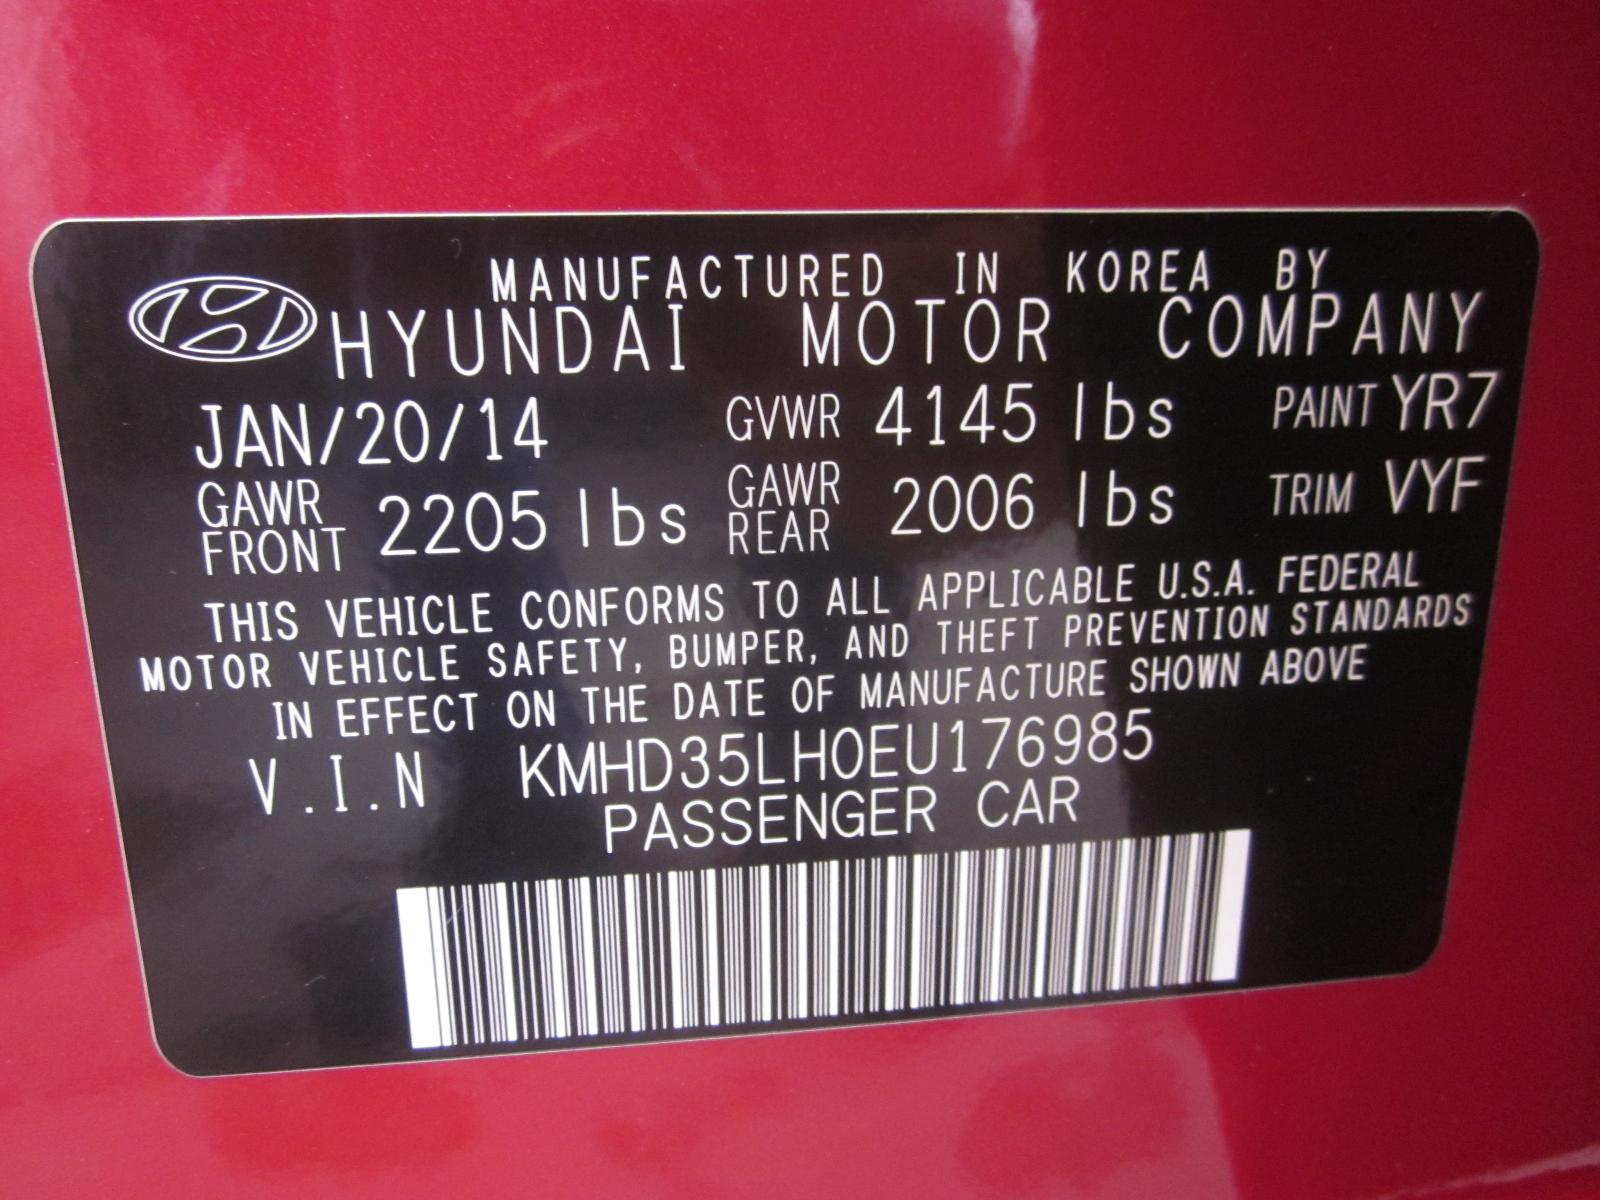 MANUFACTURED IN KOREA BY
HYUNDAI MOTOR COMPANY
JAN/20/14 GVWR 4145 lbs PAINT YR7
GAWR FRONT 2205 lbs GAWR REAR 2006 lbs TRIM VYF
THIS VEHICLE CONFORMS TO ALL APPLICABLE U.S.A. FEDERAL
MOTOR VEHICLE SAFETY, BUMPER, AND THEFT PREVENTION STANDARDS
IN EFFECT ON THE DATE OF MANUFACTURE SHOWN ABOVE
V.I.N KMHD35LH0EU176985
PASSENGER CAR